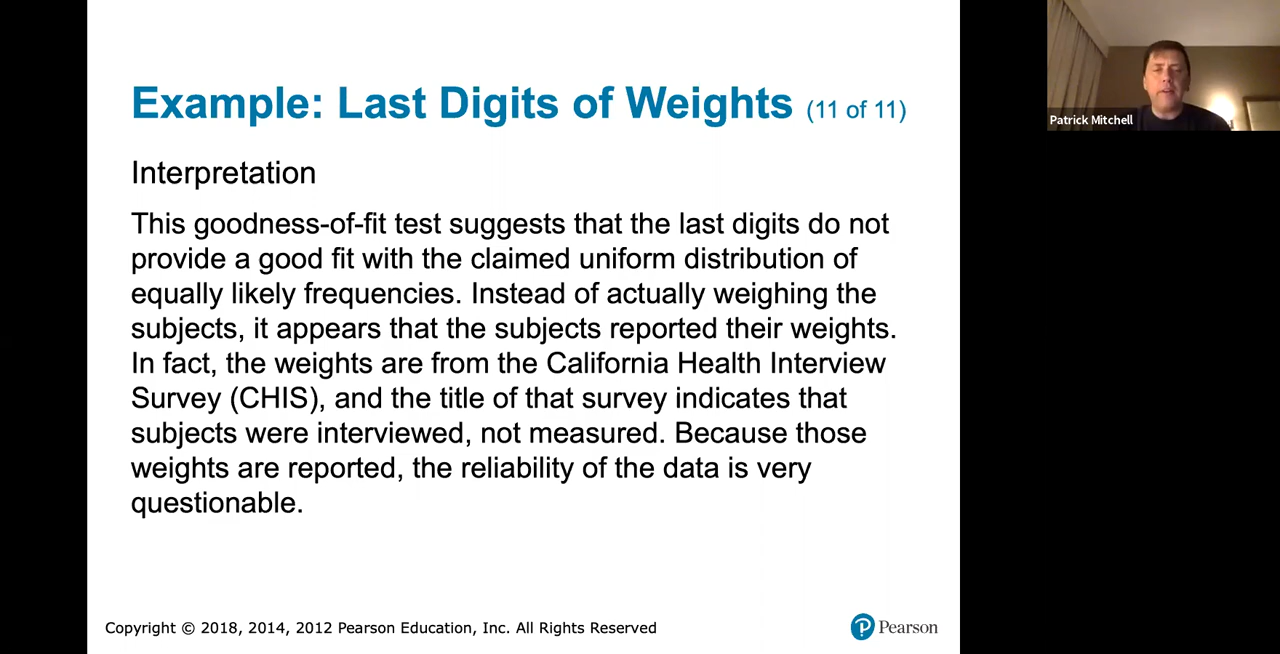 Example: Last Digits of Weights (11 of 11)
Patrick Mitchell
Interpretation
This goodness-of-fit test suggests that the last digits do not
provide a good fit with the claimed uniform distribution of
equally likely frequencies. Instead of actually weighing the
subjects, it appears that the subjects reported their weights.
In fact, the weights are from the California Health Interview
Survey (CHIS), and the title of that survey indicates that
subjects were interviewed, not measured. Because those
weights are reported, the reliability of the data is very
questionable.
Copyright © 2018, 2014, 2012 Pearson Education, Inc. All Rights Reserved
P Pearson